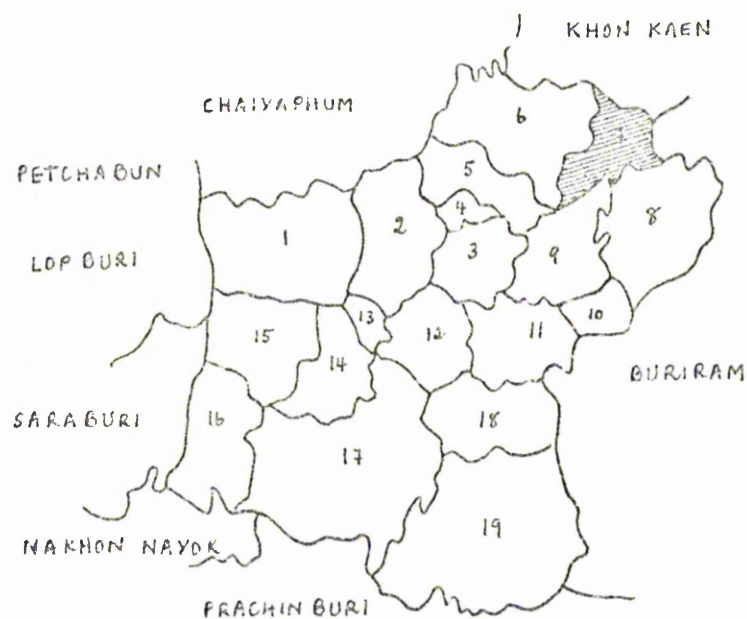 KHON KAEN
CHAIYAPHUM
6
7
PETCHABUN
5
4
8
1
2
3
9
LOP BURI
10
13
12
11
15
14
BURIRAM
SARABURI
16
18
17
19
NAKHON NAYOK
PRACHIN BURI